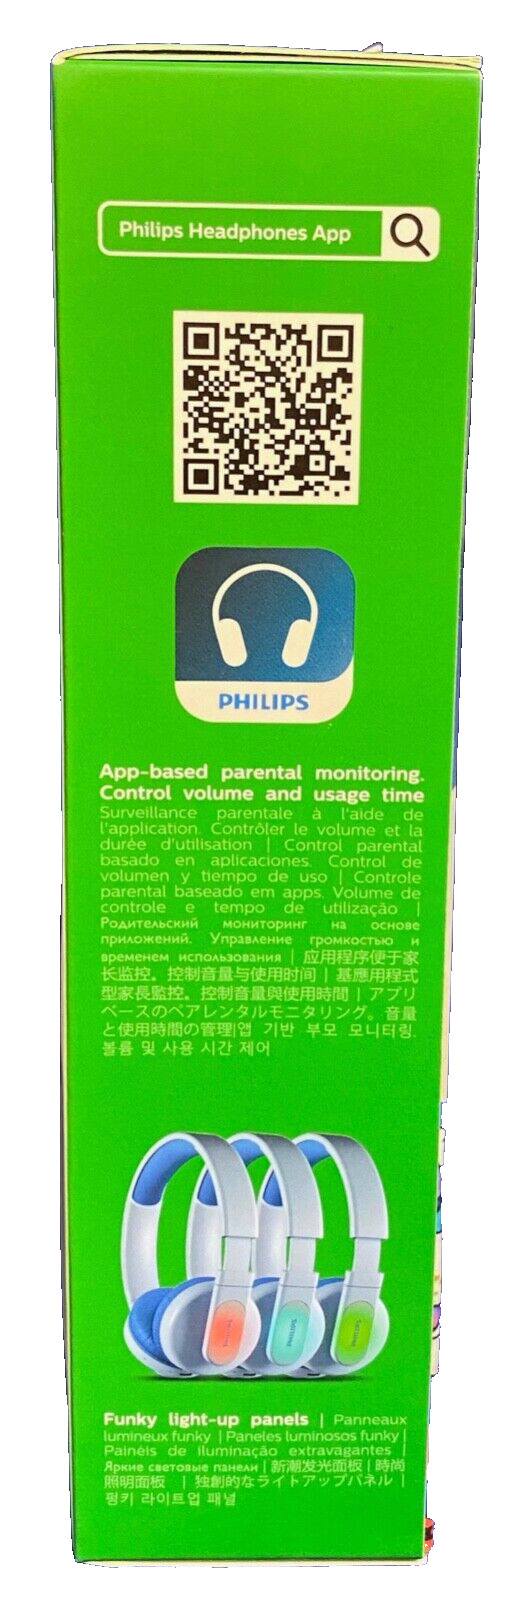 Philips Headphones App
PHILIPS
App-based parental monitoring.
Control volume and usage time
Surveillance parentale à l'aide de
l'application. Contrôler le volume et la
durée d'utilisation | Control parental
basado en aplicaciones. Control de
volumen y tiempo de uso | Controle
parental baseado em apps. Volume de
controle e tempo de utilização |
Родительский мониторинг на основе
приложений. Управление громкостью и
временем использования | 应用程序便于家
长监控。控制音量与使用时间 | 基應用程式
型家長監控。控制音量與使用時間 | アプリ
ベースのペアレンタルモニタリング。音量
と使用時間の管理|앱 기반 부모 모니터링.
볼륨 및 사용 시간 제어
PHILIPS PHILIPS PHILIPS
Funky light-up panels | Panneaux
lumineux funky | Paneles luminosos funky |
Painéis de iluminação extravagantes |
Яркие световые панели | 新潮发光面板 | 時尚
照明面板 | 独創的なライトアップパネル |
펑키 라이트업 패널